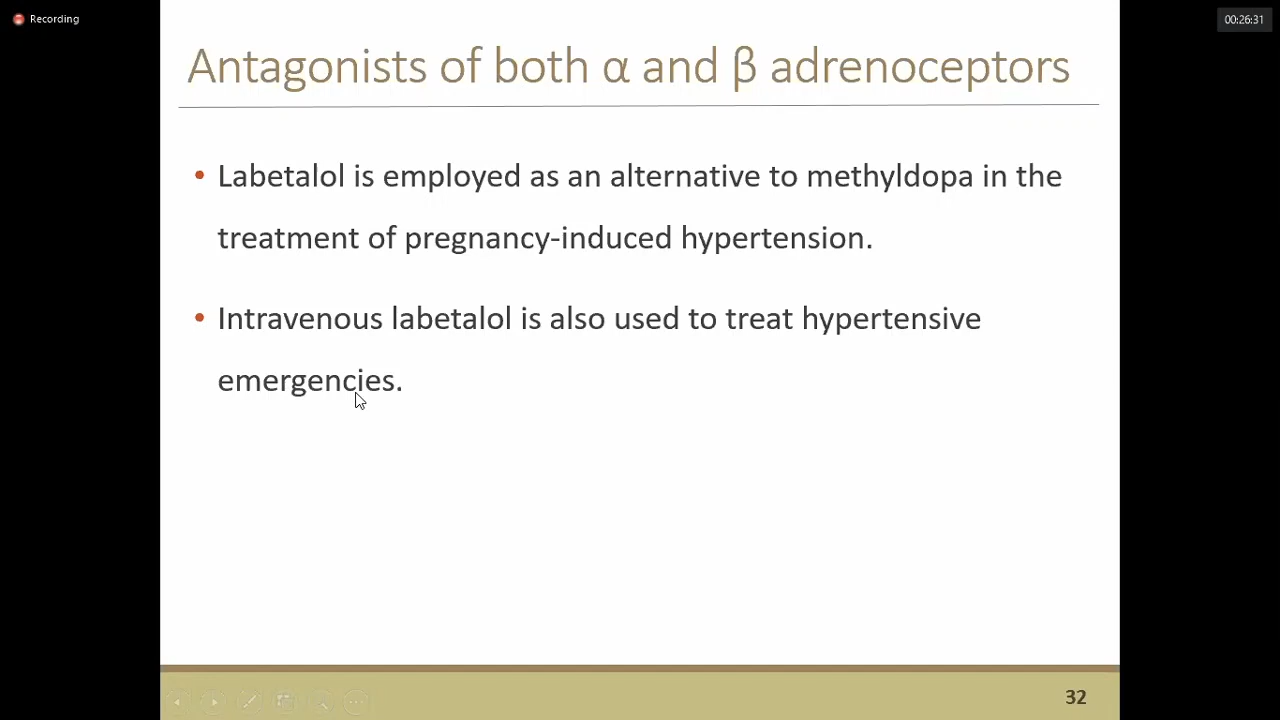 Recording
00:26:31
Antagonists of both α and β adrenoceptors
• Labetalol is employed as an alternative to methyldopa in the
treatment of pregnancy-induced hypertension.
• Intravenous labetalol is also used to treat hypertensive
emergencies.
32